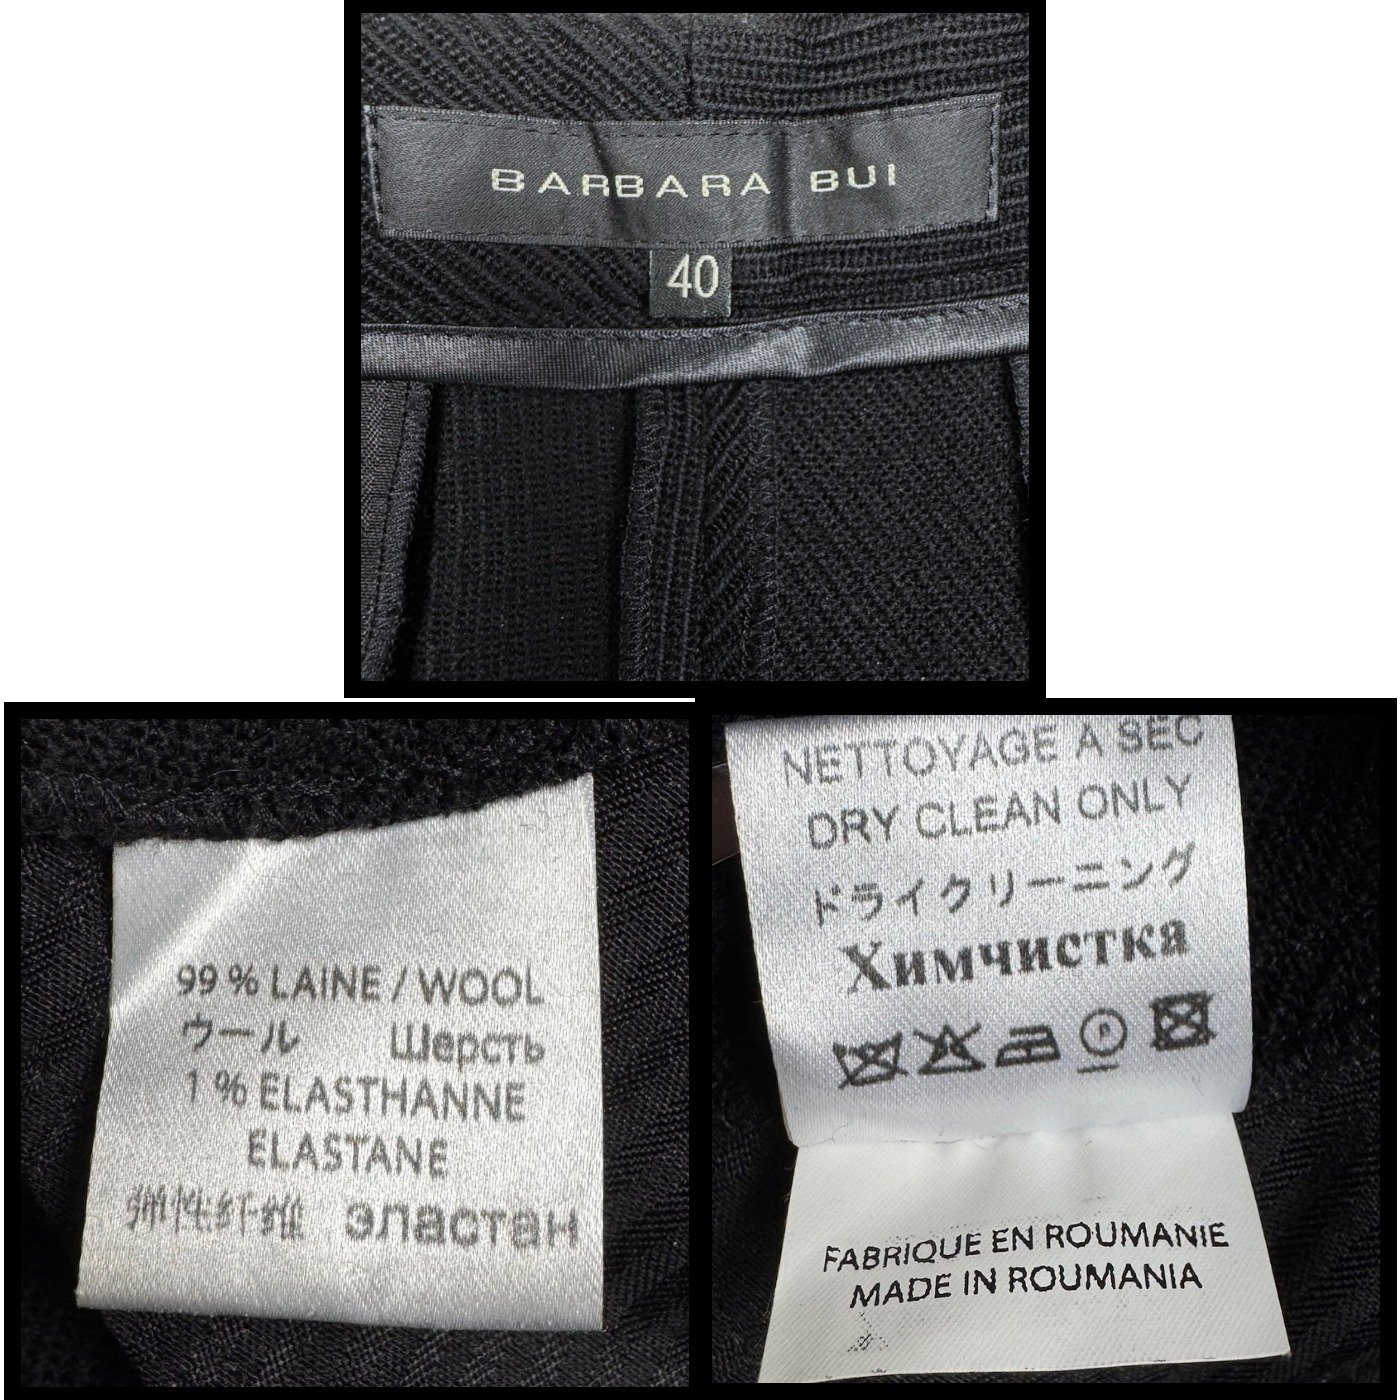 BARBARA BUI
40
99 % LAINE / WOOL
ウール Шерсть
1 % ELASTHANNE
ELASTANE
弹性纤维 эластан
NETTOYAGE A SEC
DRY CLEAN ONLY
ドライクリーニング
Химчистка
P
FABRIQUE EN ROUMANIE
MADE IN ROUMANIA